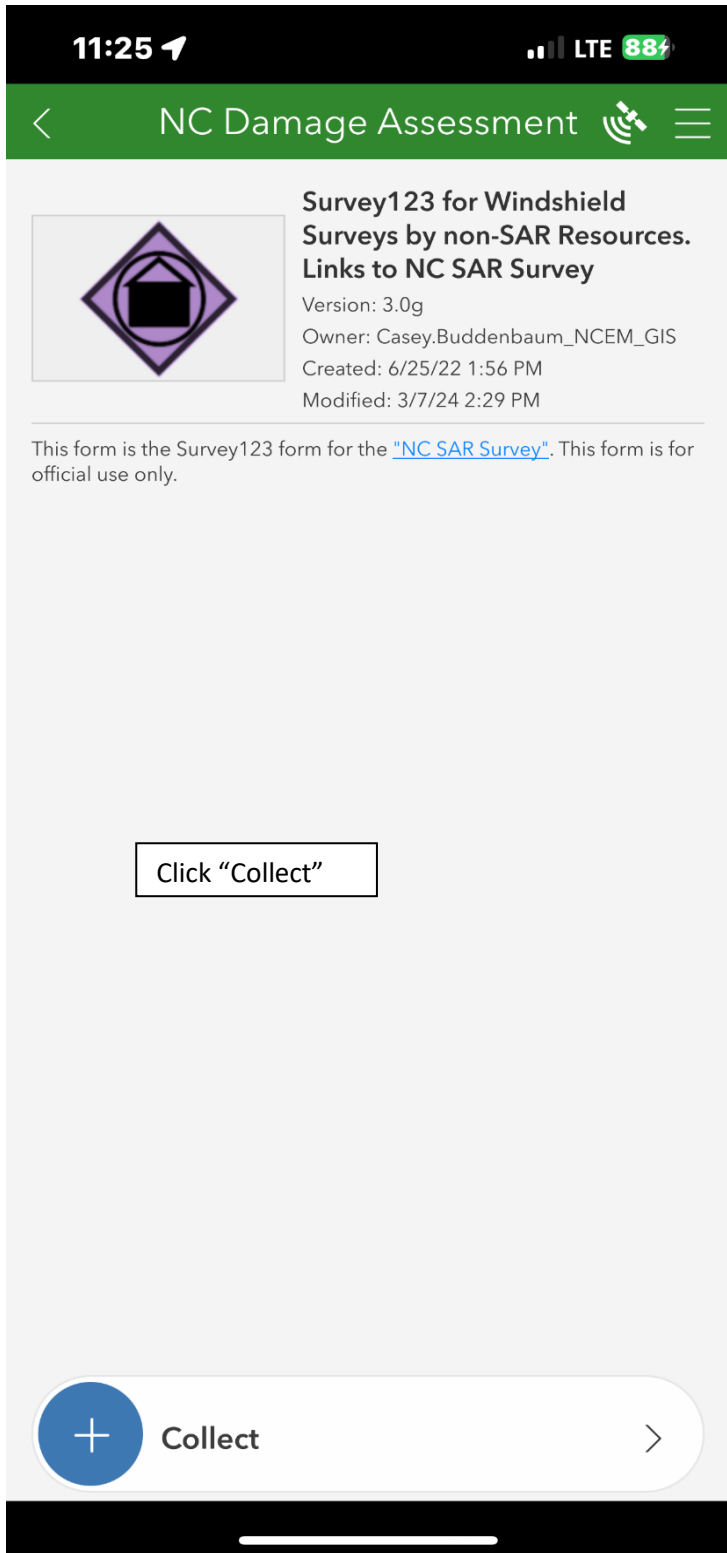 11:25
LTE 88
NC Damage Assessment
Survey123 for Windshield
Surveys by non-SAR Resources.
Links to NC SAR Survey
Version: 3.0g
Owner: Casey.Buddenbaum_NCEM_GIS
Created: 6/25/22 1:56 PM
Modified: 3/7/24 2:29 PM
This form is the Survey123 form for the "NC SAR Survey". This form is for
official use only.
Click “Collect”
Collect